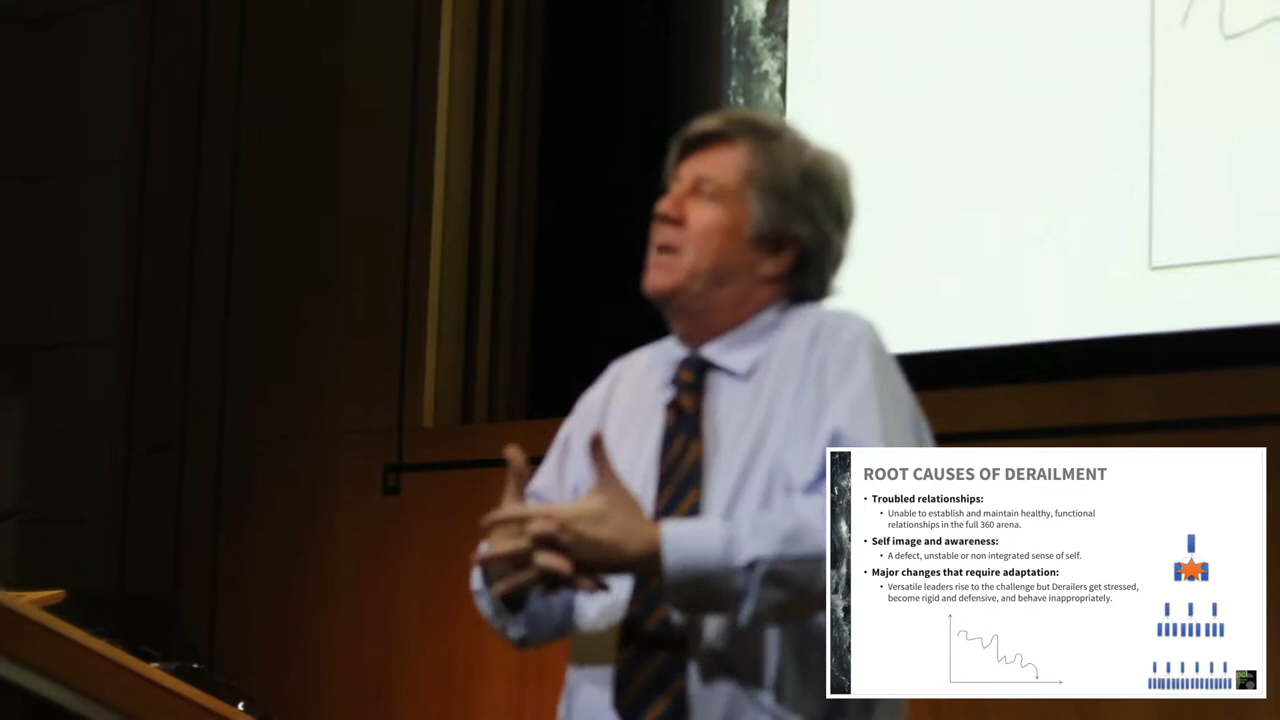 ROOT CAUSES OF DERAILMENT
• Troubled relationships:
• Unable to establish and maintain healthy, functional
relationships in the full 360 arena.
• Self image and awareness:
• A defect, unstable or non integrated sense of self.
• Major changes that require adaptation:
• Versatile leaders rise to the challenge but Derailers get stressed,
become rigid and defensive, and behave inappropriately.